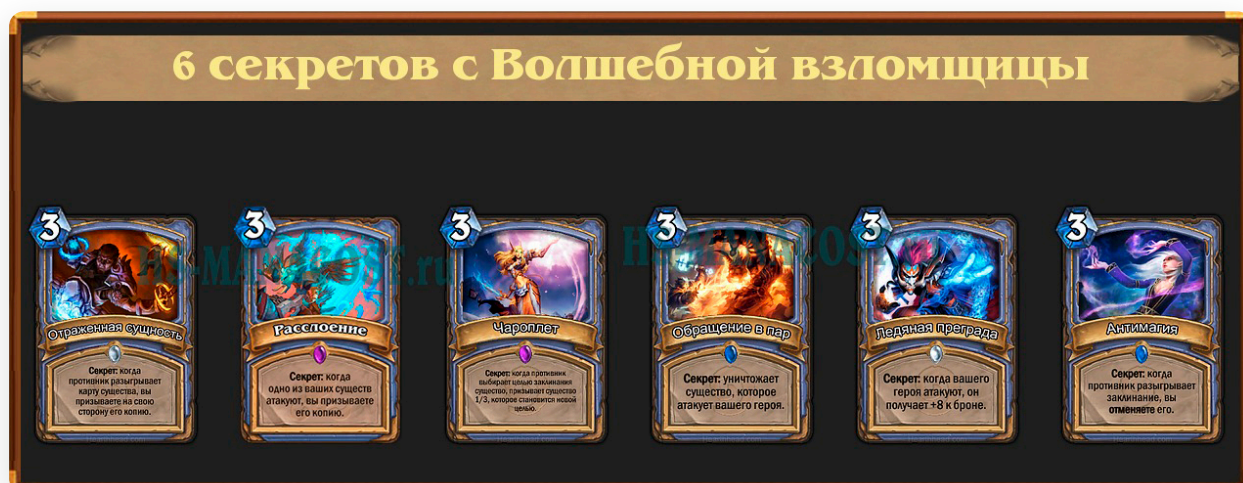 6 секретов с Волшебной взломщицы
3
Отраженная сущность
Секрет: когда
противник разыгрывает
карту существа, вы
призываете на свою
сторону его копию.
3
Расслоение
Секрет: когда
одно из ваших существ
атакуют, вы призываете
его копию.
3
Чароплет
Секрет: когда противник
выбирает целью заклинания
существо, призывает существо
1/3, которое становится новой
целью.
3
Обращение в пар
Секрет: уничтожает
существо, которое
атакует вашего героя.
3
Ледяная преграда
Секрет: когда вашего
героя атакуют, он
получает +8 к броне.
3
Антимагия
Секрет: когда
противник разыгрывает
заклинание, вы
отменяете его.
HS-MANACOST.ru